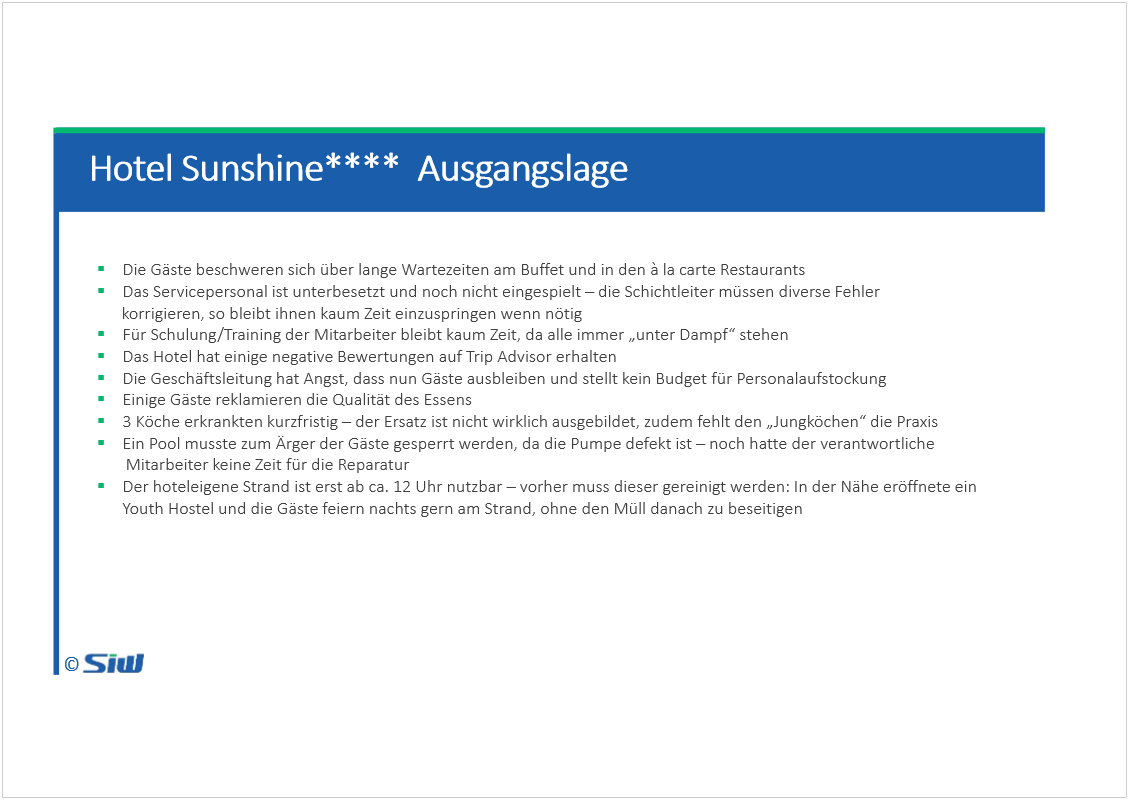 Hotel Sunshine**** Ausgangslage
▪ Die Gäste beschweren sich über lange Wartezeiten am Buffet und in den à la carte Restaurants
▪ Das Servicepersonal ist unterbesetzt und noch nicht eingespielt – die Schichtleiter müssen diverse Fehler
korrigieren, so bleibt ihnen kaum Zeit einzuspringen wenn nötig
▪ Für Schulung/Training der Mitarbeiter bleibt kaum Zeit, da alle immer „unter Dampf“ stehen
▪ Das Hotel hat einige negative Bewertungen auf Trip Advisor erhalten
▪ Die Geschäftsleitung hat Angst, dass nun Gäste ausbleiben und stellt kein Budget für Personalaufstockung
▪ Einige Gäste reklamieren die Qualität des Essens
▪ 3 Köche erkrankten kurzfristig – der Ersatz ist nicht wirklich ausgebildet, zudem fehlt den „Jungköchen“ die Praxis
▪ Ein Pool musste zum Ärger der Gäste gesperrt werden, da die Pumpe defekt ist – noch hatte der verantwortliche
Mitarbeiter keine Zeit für die Reparatur
▪ Der hoteleigene Strand ist erst ab ca. 12 Uhr nutzbar – vorher muss dieser gereinigt werden: In der Nähe eröffnete ein
Youth Hostel und die Gäste feiern nachts gern am Strand, ohne den Müll danach zu beseitigen
© SiW